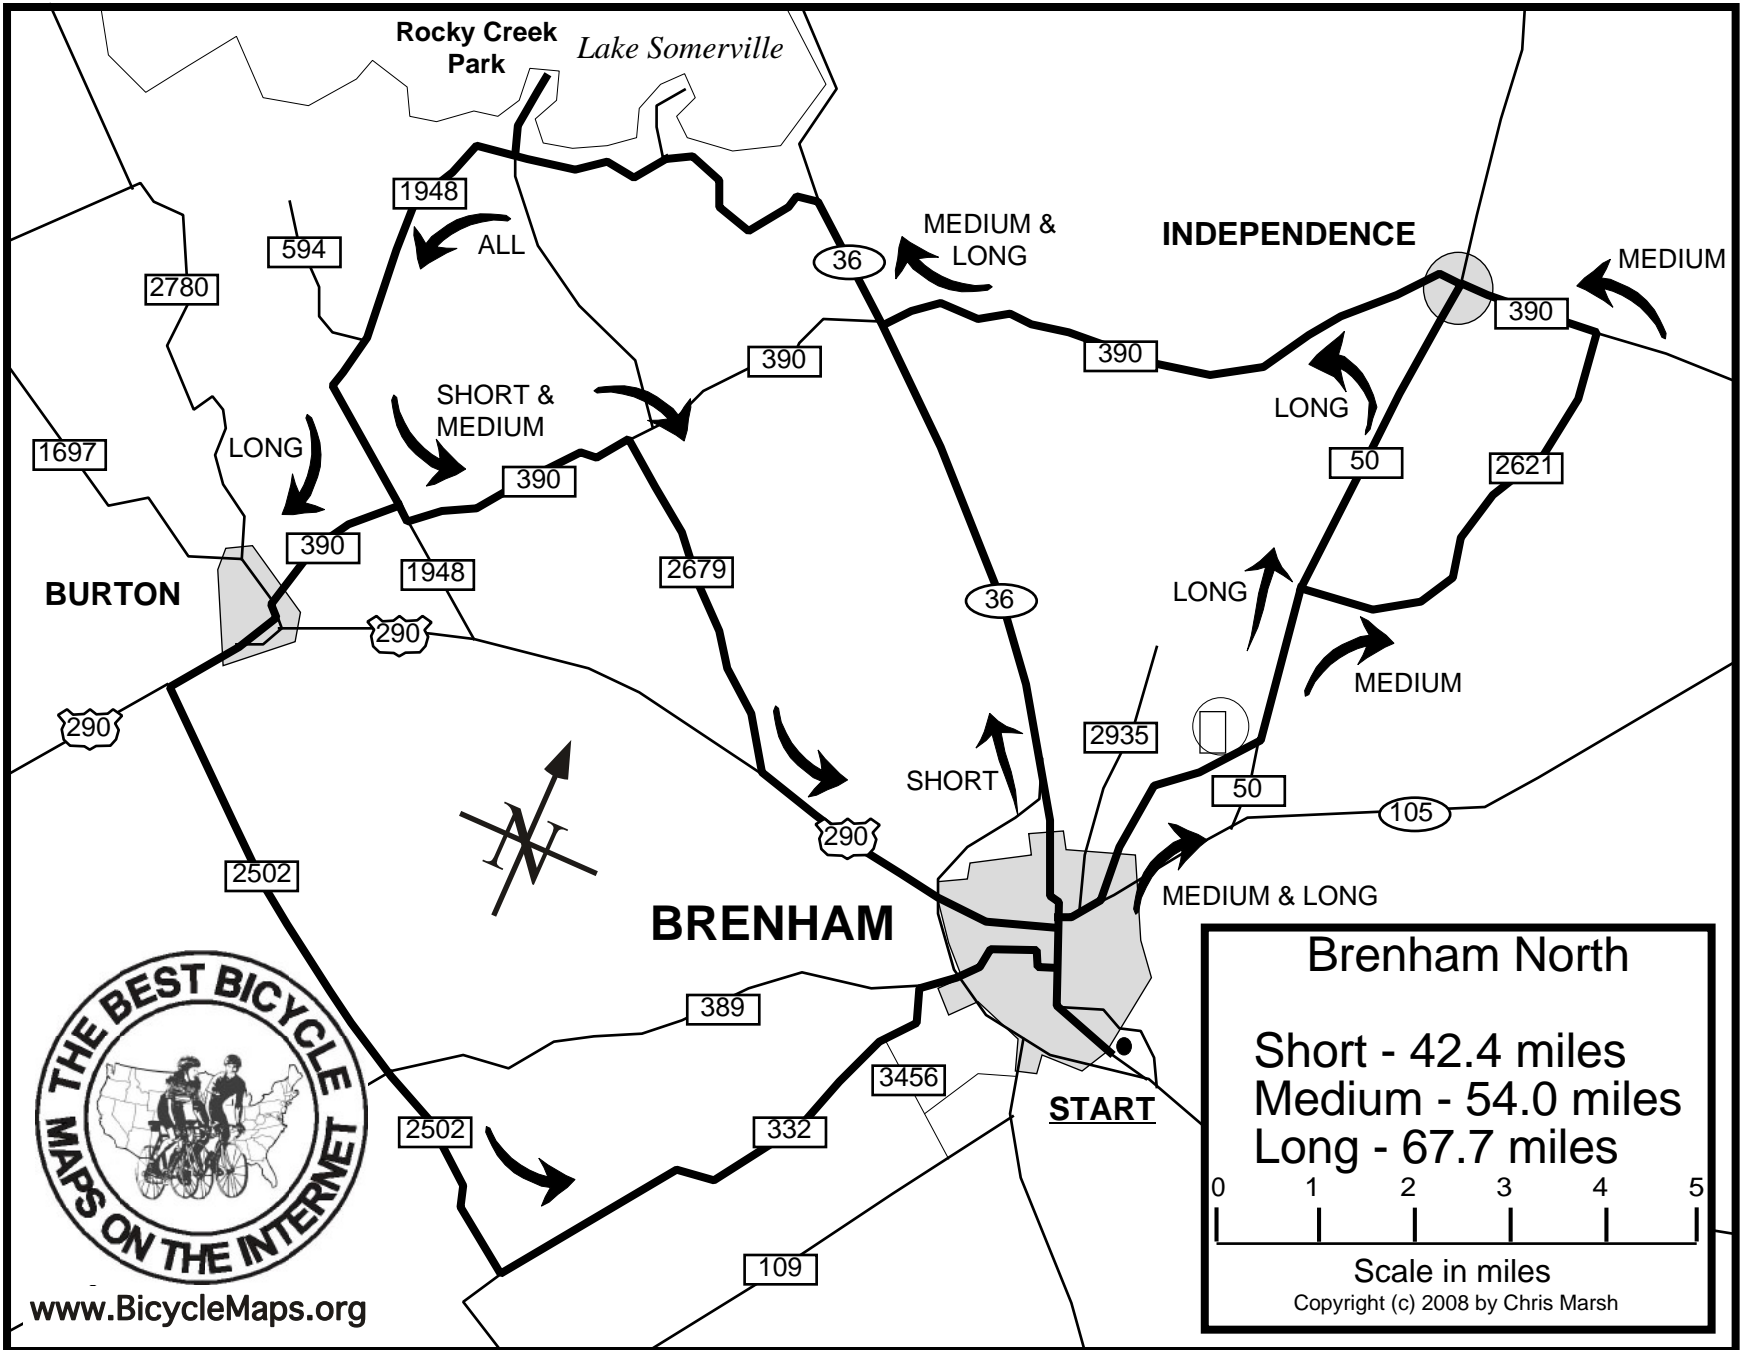 Rocky Creek
Park
Lake Somerville
1948
ALL
594
2780
36
MEDIUM &
LONG
INDEPENDENCE
MEDIUM
390
390
390
SHORT &
MEDIUM
LONG
1697
LONG
390
50
2621
390
1948
2679
BURTON
290
36
LONG
MEDIUM
290
2935
SHORT
50
105
290
N
2502
MEDIUM & LONG
BRENHAM
389
3456
START
2502
332
109
THE BEST BICYCLE
MAPS ON THE INTERNET
www.BicycleMaps.org
Brenham North
Short - 42.4 miles
Medium - 54.0 miles
Long - 67.7 miles
0 1 2 3 4 5
Scale in miles
Copyright (c) 2008 by Chris Marsh